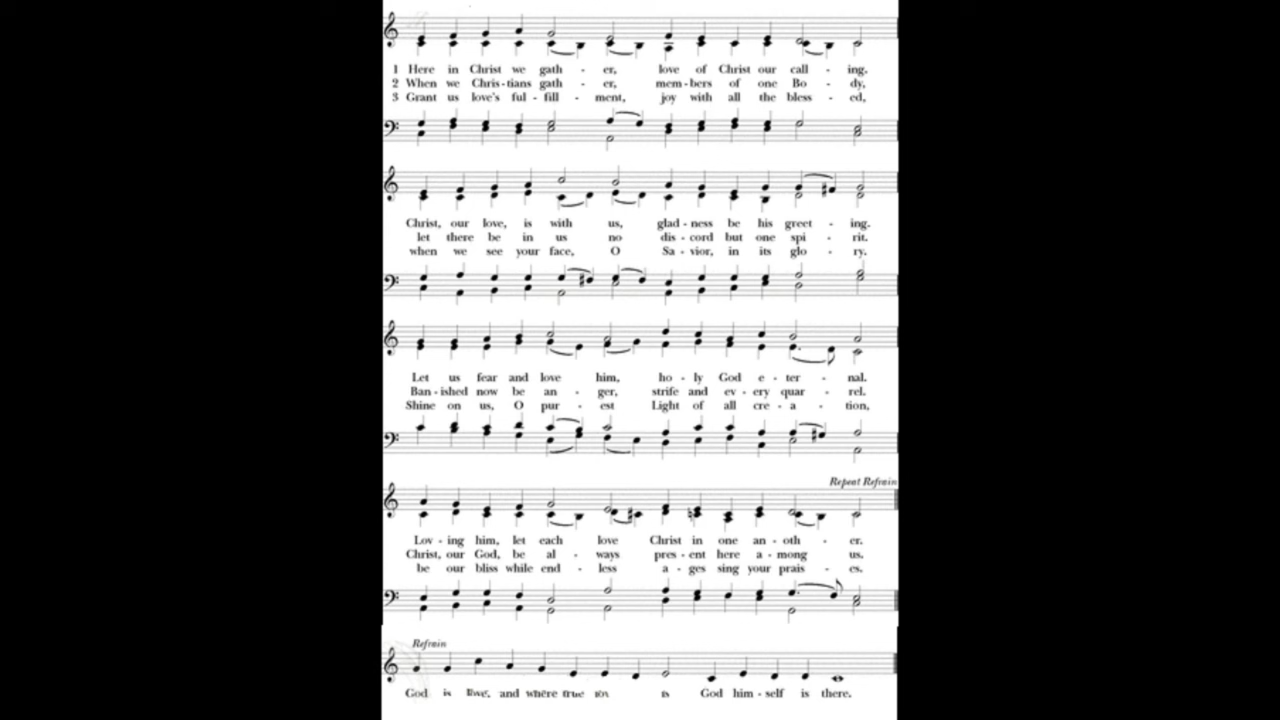 1 Here in Christ we gath - er, love of Christ our call - ing.
2 When we Chris - tians gath - er, mem - bers of one Bo - dy,
3 Grant us love's ful - fill - ment, joy with all the bless - ed,
Christ, our love, is with us, glad - ness be his greet - ing.
let there be in us no dis - cord but one spi - rit.
when we see your face, O Sa - vior, in its glo - ry.
Let us fear and love him, ho - ly God e - ter - nal.
Ban - ished now be an - ger, strife and ev - ery quar - rel.
Shine on us, O pur - est Light of all cre - a - tion,
Repeat Refrain
Lov - ing him, let each love Christ in one an - oth - er.
Christ, our God, be al - ways pres - ent here a - mong us.
be our bliss while end - less a - ges sing your prais - es.
Refrain
God is love, and where true is God him - self is there.